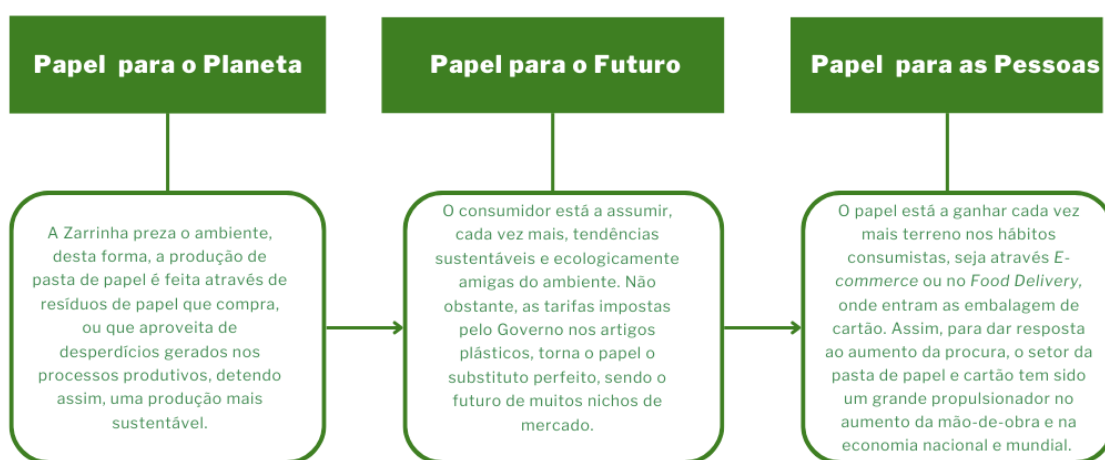 Papel para o Planeta
A Zarrinha preza o ambiente,
desta forma, a produção de
pasta de papel é feita através de
resíduos de papel que compra,
ou que aproveita de
desperdícios gerados nos
processos produtivos, detendo
assim, uma produção mais
sustentável.
Papel para o Futuro
O consumidor está a assumir,
cada vez mais, tendências
sustentáveis e ecologicamente
amigas do ambiente. Não
obstante, as tarifas impostas
pelo Governo nos artigos
plásticos, torna o papel o
substituto perfeito, sendo o
futuro de muitos nichos de
mercado.
Papel para as Pessoas
O papel está a ganhar cada vez
mais terreno nos hábitos
consumistas, seja através E-
commerce ou no Food Delivery,
onde entram as embalagem de
cartão. Assim, para dar resposta
ao aumento da procura, o setor da
pasta de papel e cartão tem sido
um grande propulsionador no
aumento da mão-de-obra e na
economia nacional e mundial.